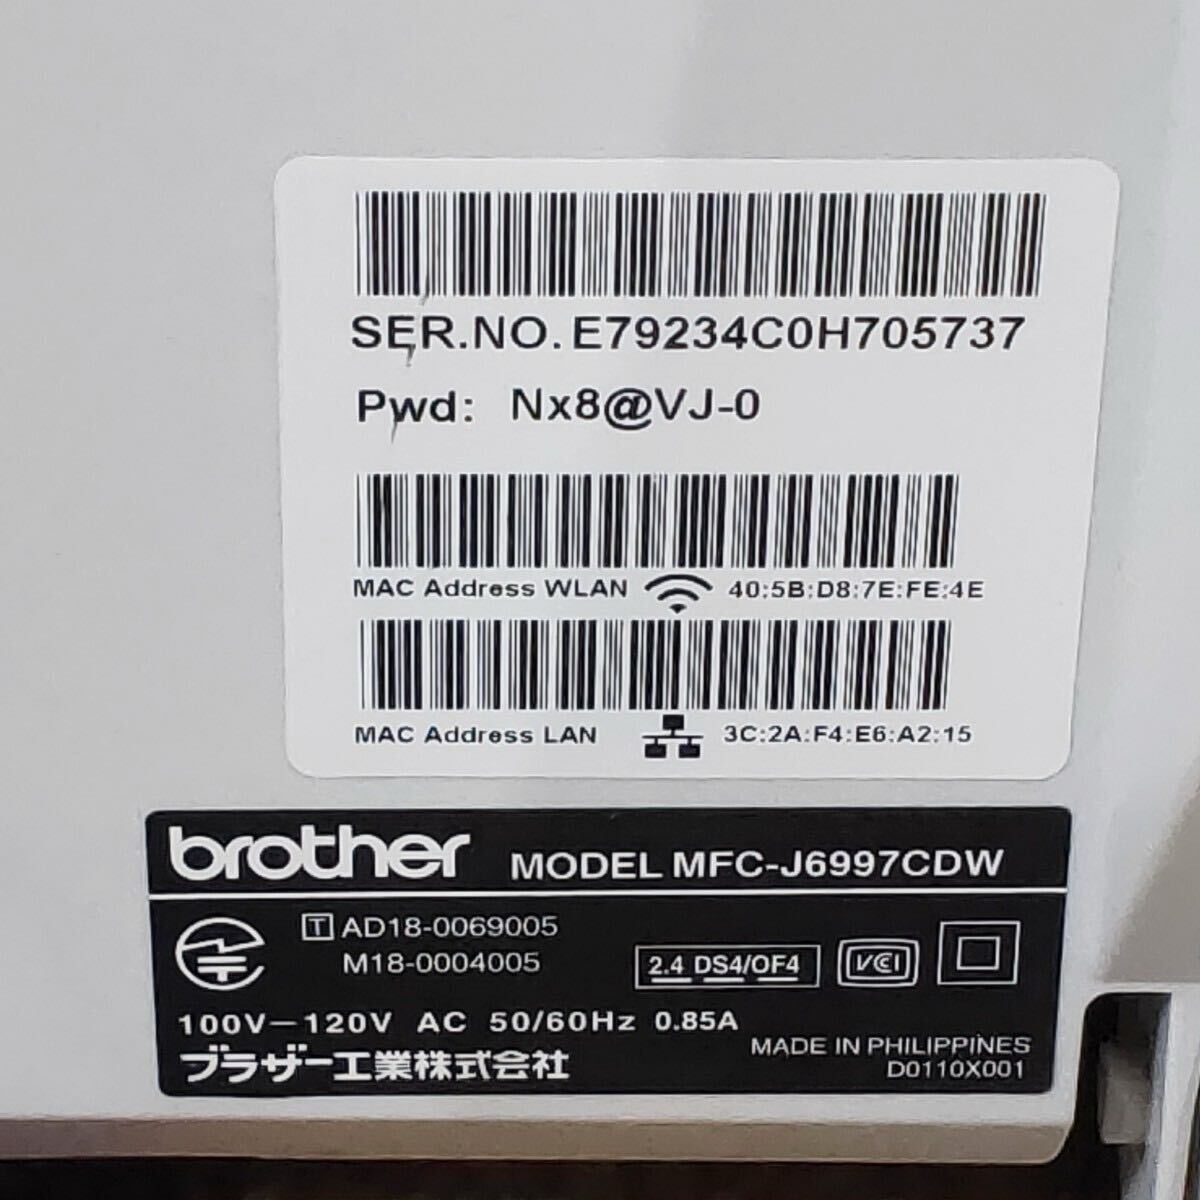 SER.NO. E79234C0H705737
Pwd: Nx8@VJ-0
MAC Address WLAN 40:5B:D8:7E:FE:4E
MAC Address LAN 3C:2A:F4:E6:A2:15
brother MODEL MFC-J6997CDW
T AD18-0069005
M18-0004005
2.4 DS4/OF4 VCCI
100V－120V AC 50/60Hz 0.85A
ブラザー工業株式会社
MADE IN PHILIPPINES
D0110X001